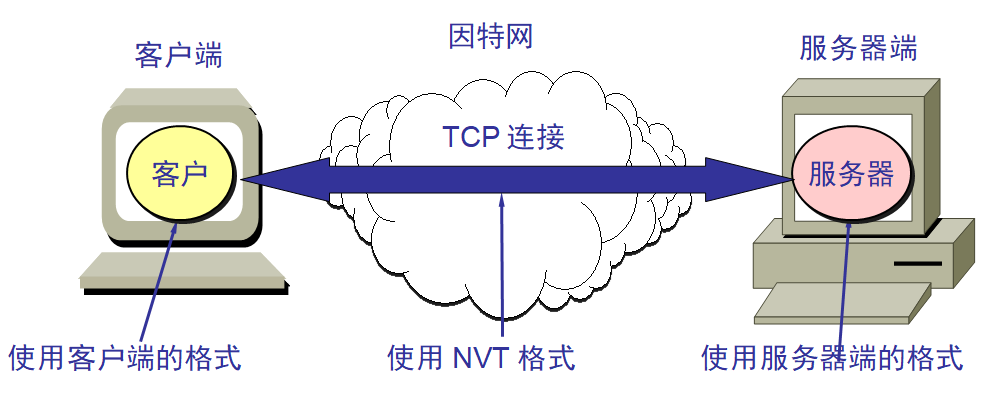 因特网
客户端
服务器端
TCP 连接
客户
服务器
使用客户端的格式
使用 NVT 格式
使用服务器端的格式